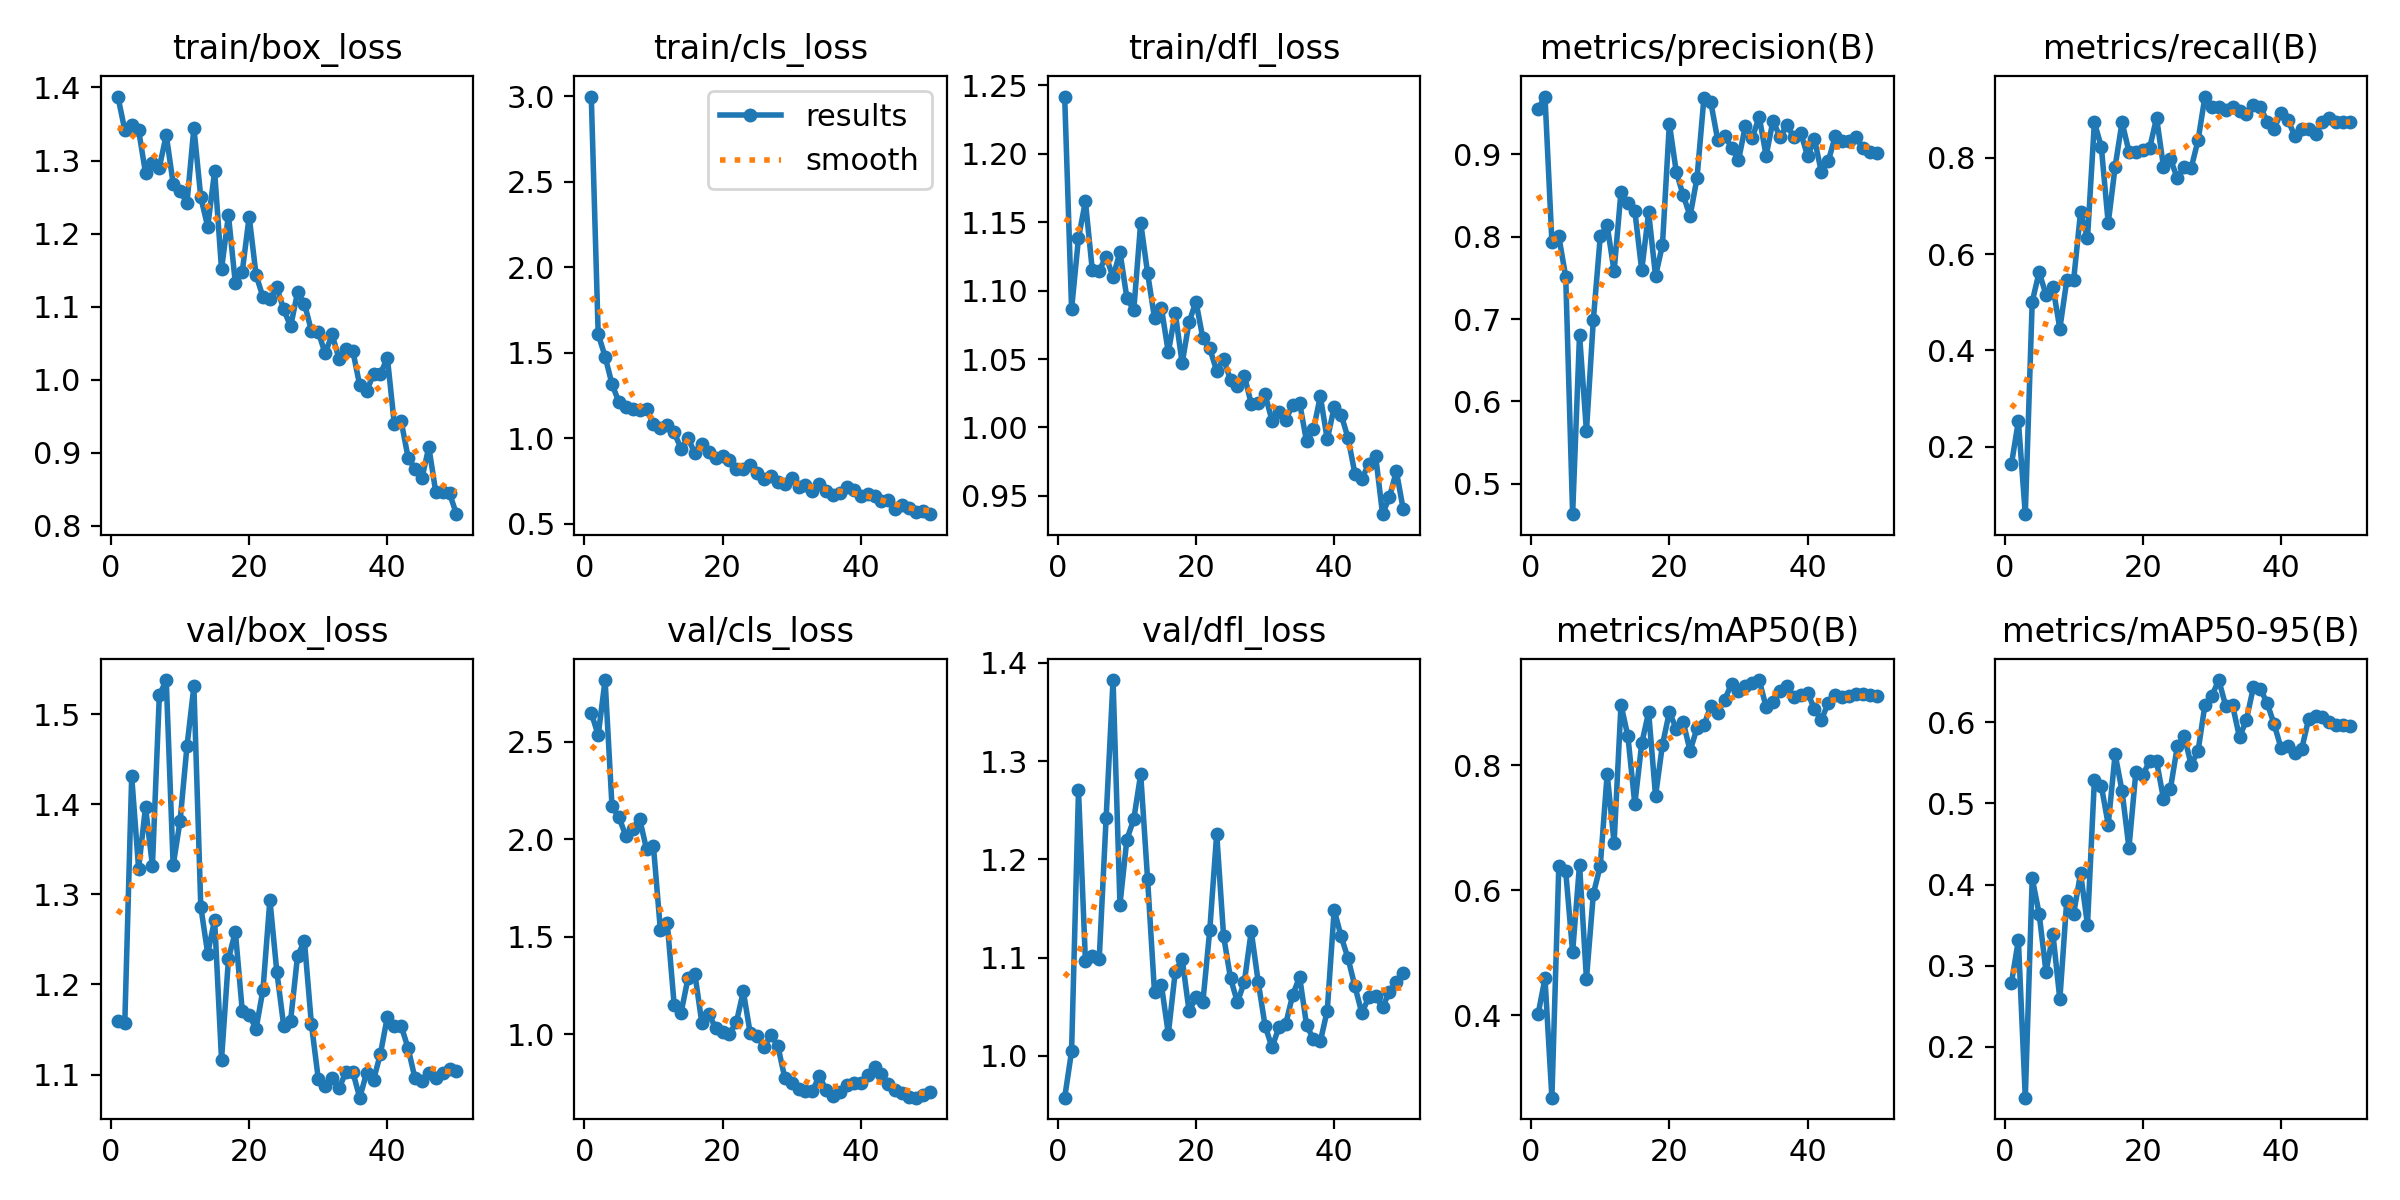 train/box_loss
1.4
1.3
1.2
1.1
1.0
0.9
0.8
0 20 40
train/cls_loss
results
smooth
3.0
2.5
2.0
1.5
1.0
0.5
0 20 40
train/dfl_loss
1.25
1.20
1.15
1.10
1.05
1.00
0.95
0 20 40
metrics/precision(B)
0.9
0.8
0.7
0.6
0.5
0 20 40
metrics/recall(B)
0.8
0.6
0.4
0.2
0 20 40
val/box_loss
1.5
1.4
1.3
1.2
1.1
0 20 40
val/cls_loss
2.5
2.0
1.5
1.0
0 20 40
val/dfl_loss
1.4
1.3
1.2
1.1
1.0
0 20 40
metrics/mAP50(B)
0.8
0.6
0.4
0 20 40
metrics/mAP50-95(B)
0.6
0.5
0.4
0.3
0.2
0 20 40